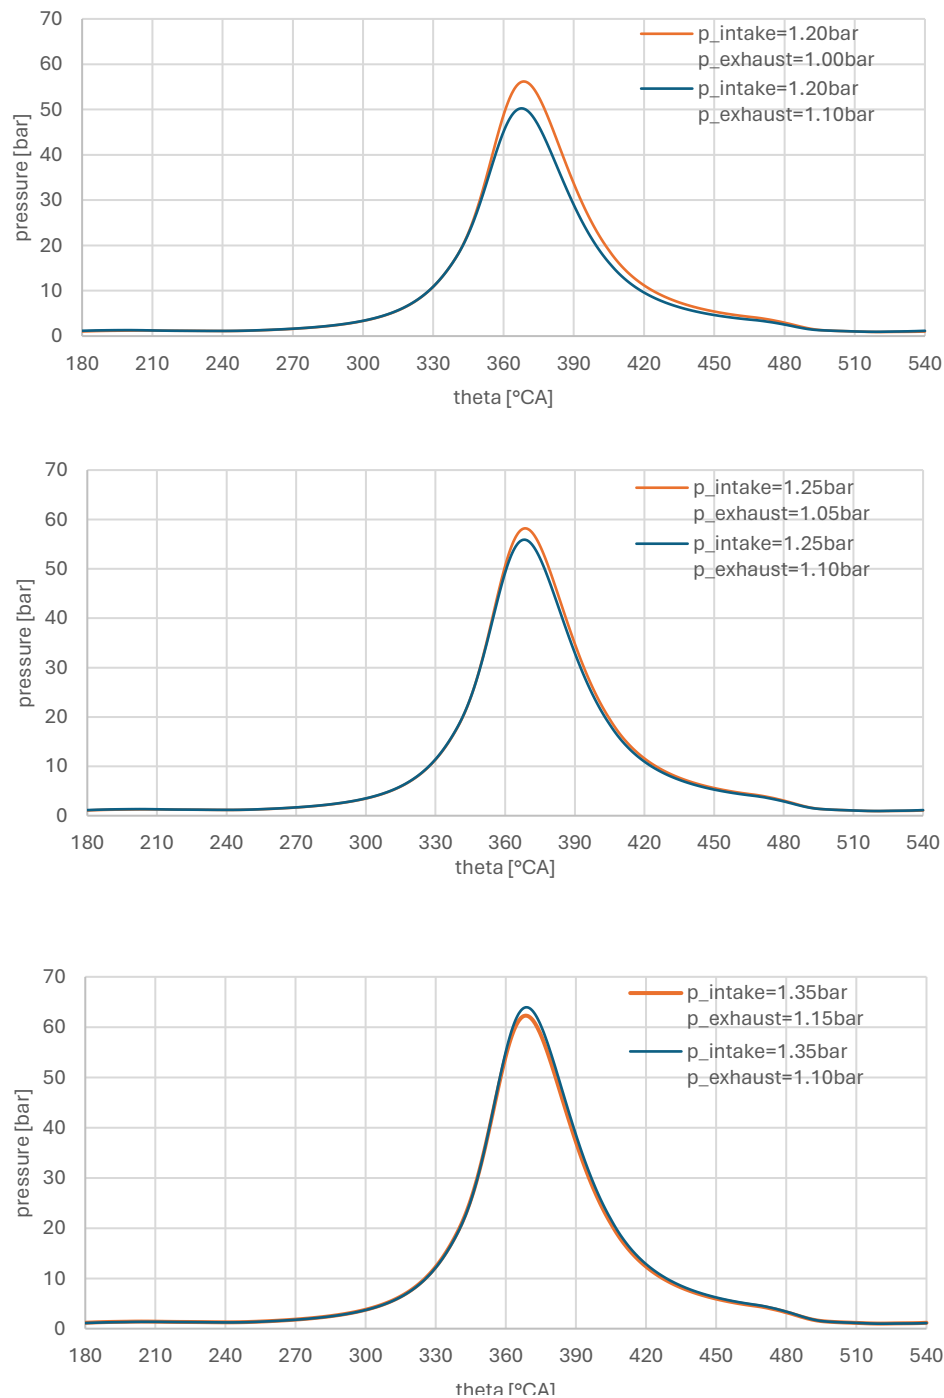 70
60
50
40
30
20
10
0
pressure [bar]
p_intake=1.20bar
p_exhaust=1.00bar
p_intake=1.20bar
p_exhaust=1.10bar
180 210 240 270 300 330 360 390 420 450 480 510 540
theta [°CA]
70
60
50
40
30
20
10
0
pressure [bar]
p_intake=1.25bar
p_exhaust=1.05bar
p_intake=1.25bar
p_exhaust=1.10bar
180 210 240 270 300 330 360 390 420 450 480 510 540
theta [°CA]
70
60
50
40
30
20
10
0
pressure [bar]
p_intake=1.35bar
p_exhaust=1.15bar
p_intake=1.35bar
p_exhaust=1.10bar
180 210 240 270 300 330 360 390 420 450 480 510 540
theta [°CA]